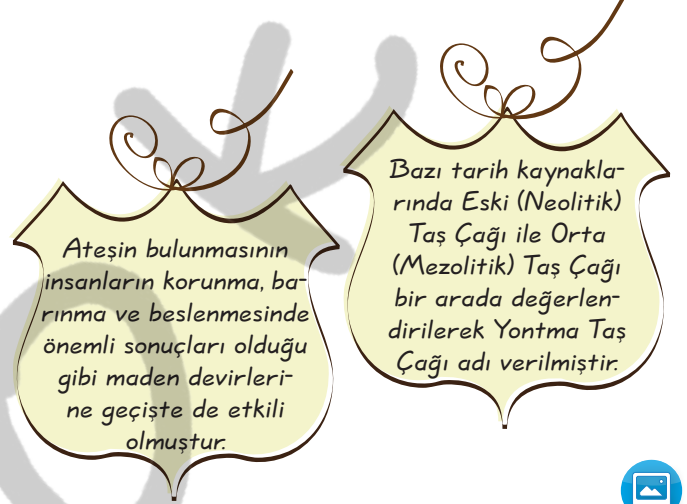 Ateşin bulunmasının
insanların korunma, ba-
rınma ve beslenmesinde
önemli sonuçları olduğu
gibi maden devirleri-
ne geçişte de etkili
olmuştur.
Bazı tarih kaynakla-
rında Eski (Neolitik)
Taş Çağı ile Orta
(Mezolitik) Taş Çağı
bir arada değerlen-
dirilerek Yontma Taş
Çağı adı verilmiştir.